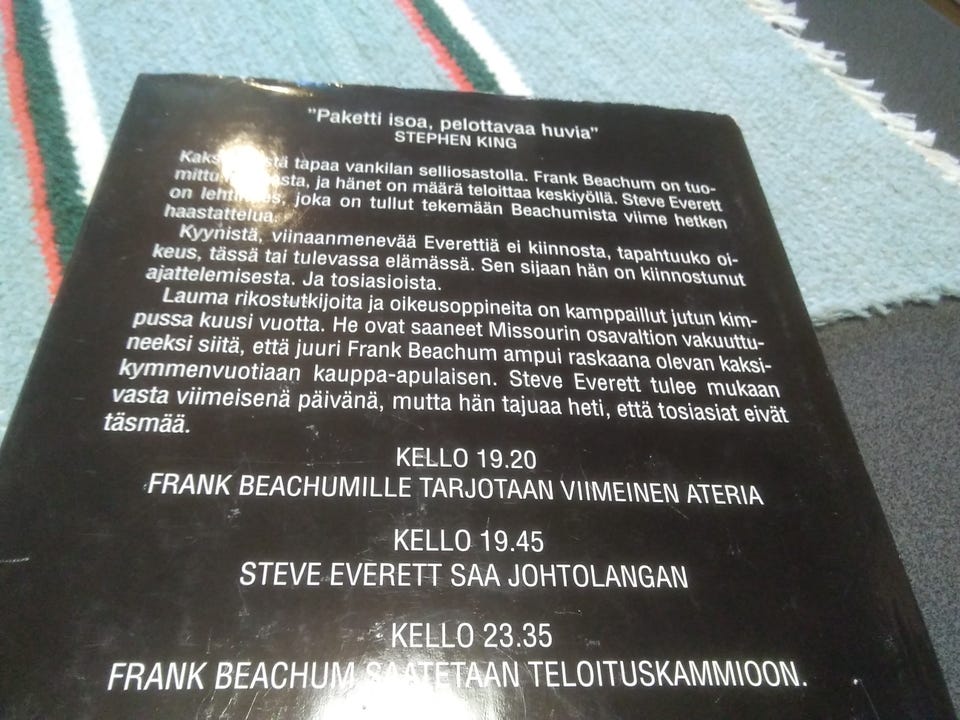 "Paketti isoa, pelottavaa huvia"
STEPHEN KING
tapaa vankilan selliosastolla. Frank Beachum on tuo-
ja hänet on määrä teloittaa keskiyöllä. Steve Everett
on joka on tullut tekemään Beachumista viime hetken
haastattelua.
Kyynistä, viinaanmenevää Everettiä ei kiinnosta, tapahtuuko oi-
keus, tässä tai tulevassa elämässä. Sen sijaan hän on kiinnostunut
ajattelemisesta. Ja tosiasioista.
Lauma rikostutkijoita ja oikeusoppineita on kamppaillut jutun kim-
pussa kuusi vuotta. He ovat saaneet Missourin osavaltion vakuuttu-
neeksi siitä, että juuri Frank Beachum ampui raskaana olevan kaksi-
kymmenvuotiaan kauppa-apulaisen. Steve Everett tulee mukaan
vasta viimeisenä päivänä, mutta hän tajuaa heti, että tosiasiat eivät
täsmää.
KELLO 19.20
FRANK BEACHUMILLE TARJOTAAN VIIMEINEN ATERIA
KELLO 19.45
STEVE EVERETT SAA JOHTOLANGAN
KELLO 23.35
FRANK BEACHUM SAATETAAN TELOITUSKAMMIOON.